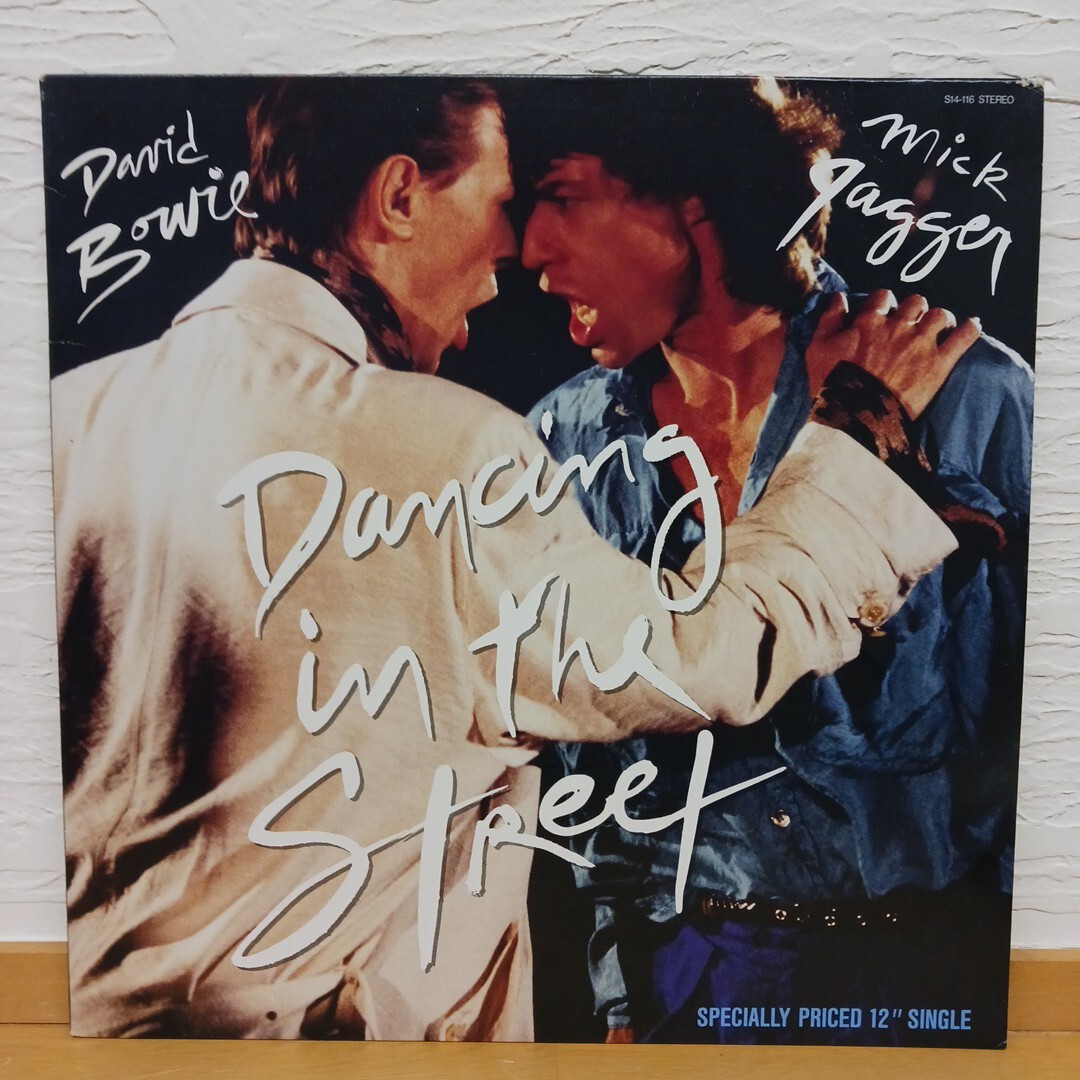 S14-116 STEREO
David
Bowie
Mick
Jagger
Dancing
in the
Street
SPECIALLY PRICED 12" SINGLE